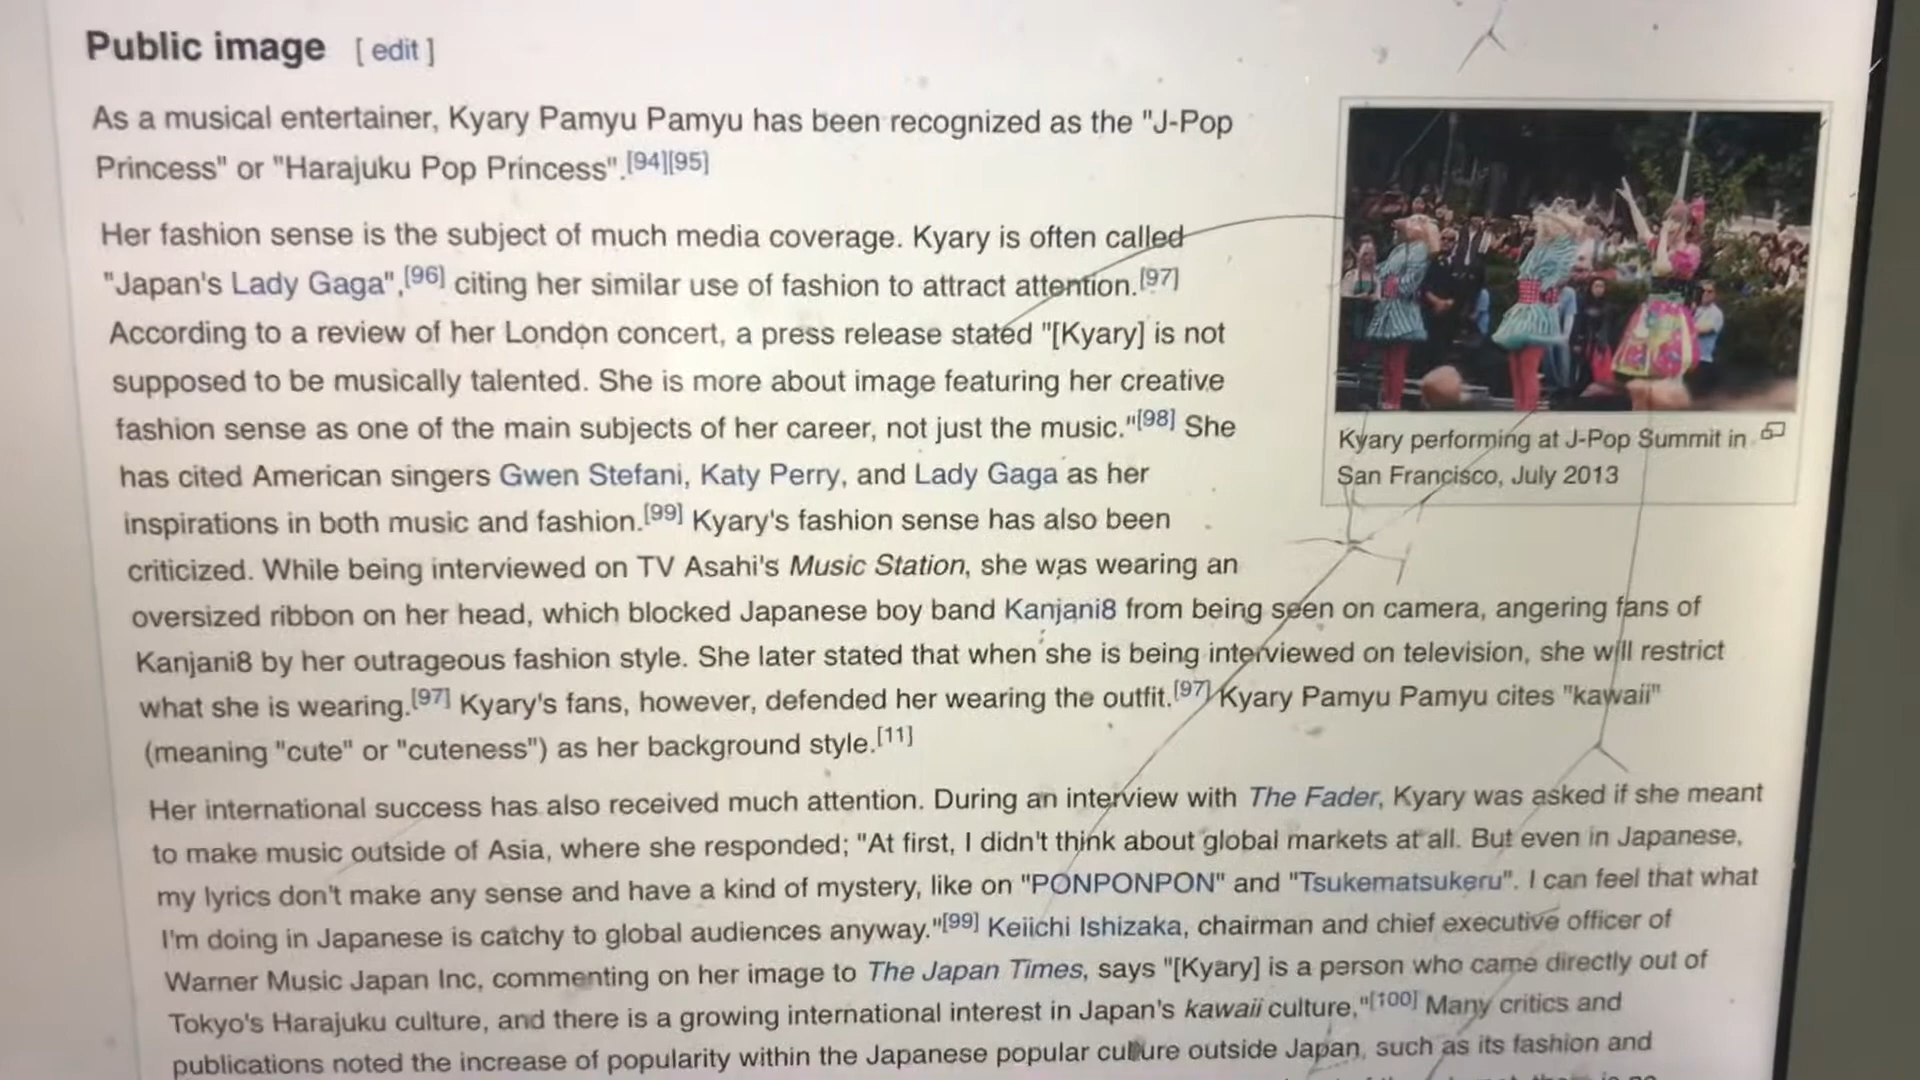 Public image [ edit ]
As a musical entertainer, Kyary Pamyu Pamyu has been recognized as the "J-Pop
Princess" or "Harajuku Pop Princess".[94][95]
Her fashion sense is the subject of much media coverage. Kyary is often called
"Japan's Lady Gaga",[96] citing her similar use of fashion to attract attention.[97]
According to a review of her London concert, a press release stated "[Kyary] is not
supposed to be musically talented. She is more about image featuring her creative
fashion sense as one of the main subjects of her career, not just the music."[98] She
has cited American singers Gwen Stefani, Katy Perry, and Lady Gaga as her
inspirations in both music and fashion.[99] Kyary's fashion sense has also been
criticized. While being interviewed on TV Asahi's Music Station, she was wearing an
oversized ribbon on her head, which blocked Japanese boy band Kanjani8 from being seen on camera, angering fans of
Kanjani8 by her outrageous fashion style. She later stated that when she is being interviewed on television, she will restrict
what she is wearing.[97] Kyary's fans, however, defended her wearing the outfit.[97] Kyary Pamyu Pamyu cites "kawaii"
(meaning "cute" or "cuteness") as her background style.[11]
Kyary performing at J-Pop Summit in
San Francisco, July 2013
Her international success has also received much attention. During an interview with The Fader, Kyary was asked if she meant
to make music outside of Asia, where she responded; "At first, I didn't think about global markets at all. But even in Japanese,
my lyrics don't make any sense and have a kind of mystery, like on "PONPONPON" and "Tsukematsukeru". I can feel that what
I'm doing in Japanese is catchy to global audiences anyway."[99] Keiichi Ishizaka, chairman and chief executive officer of
Warner Music Japan Inc, commenting on her image to The Japan Times, says "[Kyary] is a person who came directly out of
Tokyo's Harajuku culture, and there is a growing international interest in Japan's kawaii culture,"[100] Many critics and
publications noted the increase of popularity within the Japanese popular culture outside Japan, such as its fashion and